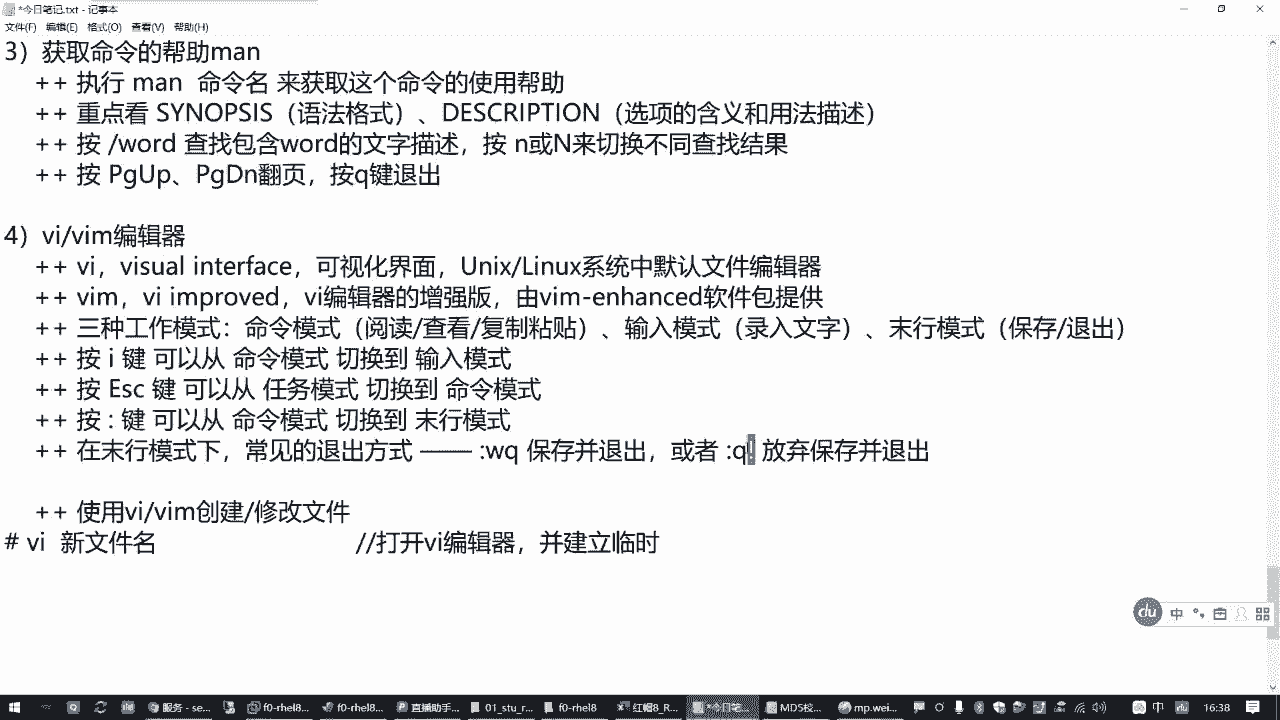 *今日笔记.txt - 记事本
文件(F) 编辑(E) 格式(O) 查看(V) 帮助(H)
3）获取命令的帮助man
++ 执行 man 命令名 来获取这个命令的使用帮助
++ 重点看 SYNOPSIS（语法格式）、DESCRIPTION（选项的含义和用法描述）
++ 按 /word 查找包含word的文字描述，按 n或N来切换不同查找结果
++ 按 PgUp、PgDn翻页，按q键退出
4）vi/vim编辑器
++ vi，visual interface，可视化界面，Unix/Linux系统中默认文件编辑器
++ vim，vi improved，vi编辑器的增强版，由vim-enhanced软件包提供
++ 三种工作模式：命令模式（阅读/查看/复制粘贴）、输入模式（录入文字）、末行模式（保存/退出）
++ 按 i 键 可以从 命令模式 切换到 输入模式
++ 按 Esc 键 可以从 任务模式 切换到 命令模式
++ 按 : 键 可以从 命令模式 切换到 末行模式
++ 在末行模式下，常见的退出方式 —— :wq 保存并退出，或者 :q! 放弃保存并退出
++ 使用vi/vim创建/修改文件
# vi 新文件名 //打开vi编辑器，并建立临时
du 中
服务 - se... f0-rhel8... f0-rhel8... 直播助手... 01_stu_r... f0-rhel8 红帽8_R... *今日笔... MD5校... mp.wei... 中 du 16:38